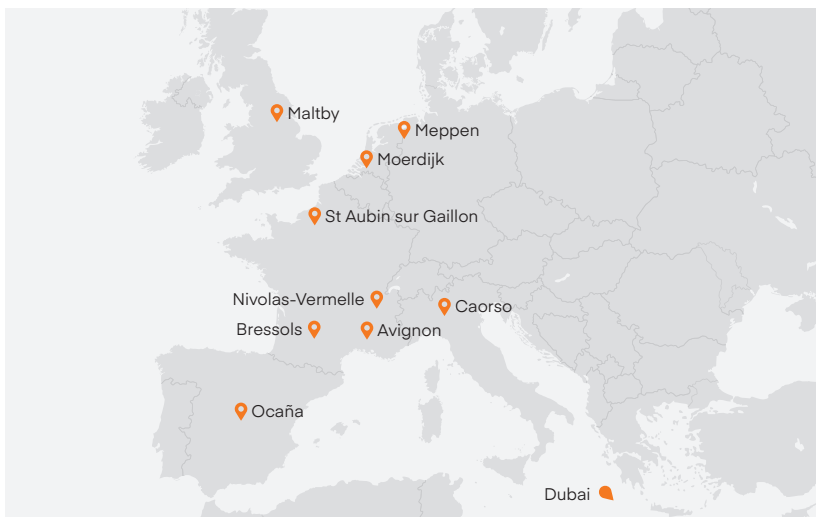 Maltby
Meppen
Moerdijk
St Aubin sur Gaillon
Nivolas-Vermelle
Caorso
Bressols
Avignon
Ocaña
Dubai